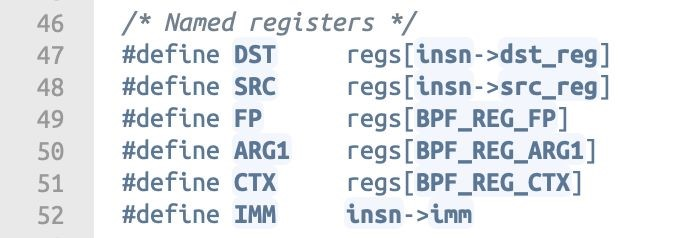 46 /* Named registers */
47 #define DST regs[insn->dst_reg]
48 #define SRC regs[insn->src_reg]
49 #define FP regs[BPF_REG_FP]
50 #define ARG1 regs[BPF_REG_ARG1]
51 #define CTX regs[BPF_REG_CTX]
52 #define IMM insn->imm